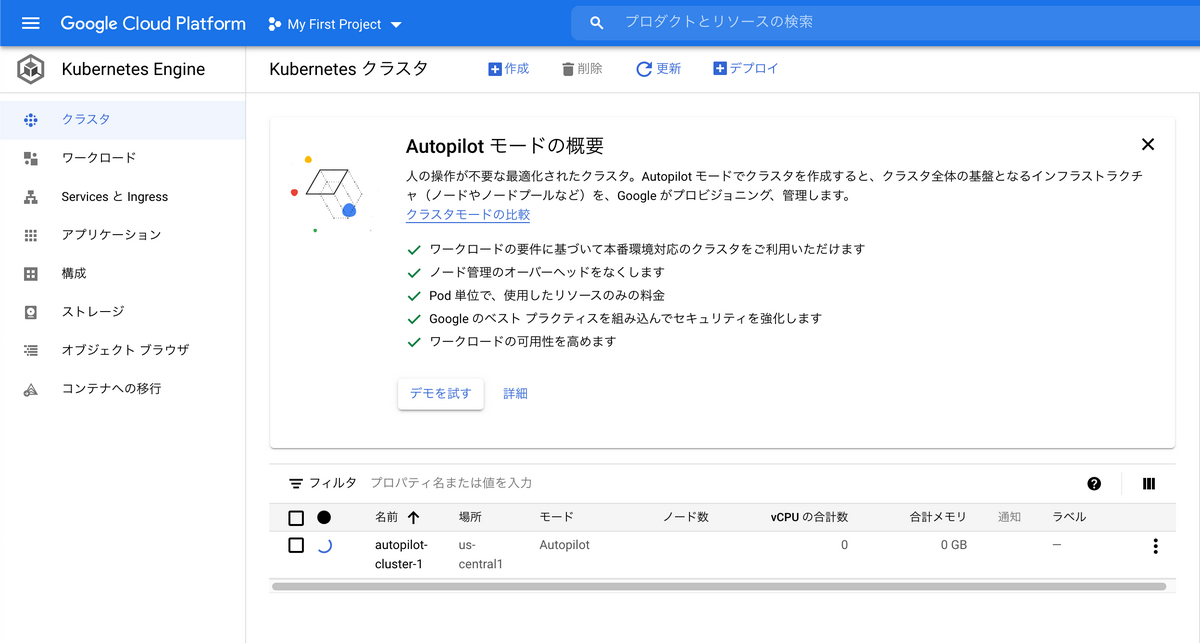 Google Cloud Platform My First Project プロダクトとリソースの検索
Kubernetes Engine
Kubernetes クラスタ 作成 削除 更新 デプロイ
クラスタ
ワークロード
Services と Ingress
アプリケーション
構成
ストレージ
オブジェクト ブラウザ
コンテナへの移行
Autopilot モードの概要
人の操作が不要な最適化されたクラスタ。Autopilot モードでクラスタを作成すると、クラスタ全体の基盤となるインフラストラクチ
ャ（ノードやノードプールなど）を、Google がプロビジョニング、管理します。
クラスタモードの比較
ワークロードの要件に基づいて本番環境対応のクラスタをご利用いただけます
ノード管理のオーバーヘッドをなくします
Pod 単位で、使用したリソースのみの料金
Google のベスト プラクティスを組み込んでセキュリティを強化します
ワークロードの可用性を高めます
デモを試す 詳細
フィルタ プロパティ名または値を入力
名前 場所 モード ノード数 vCPU の合計数 合計メモリ 通知 ラベル
autopilot- us- Autopilot 0 0 GB —
cluster-1 central1